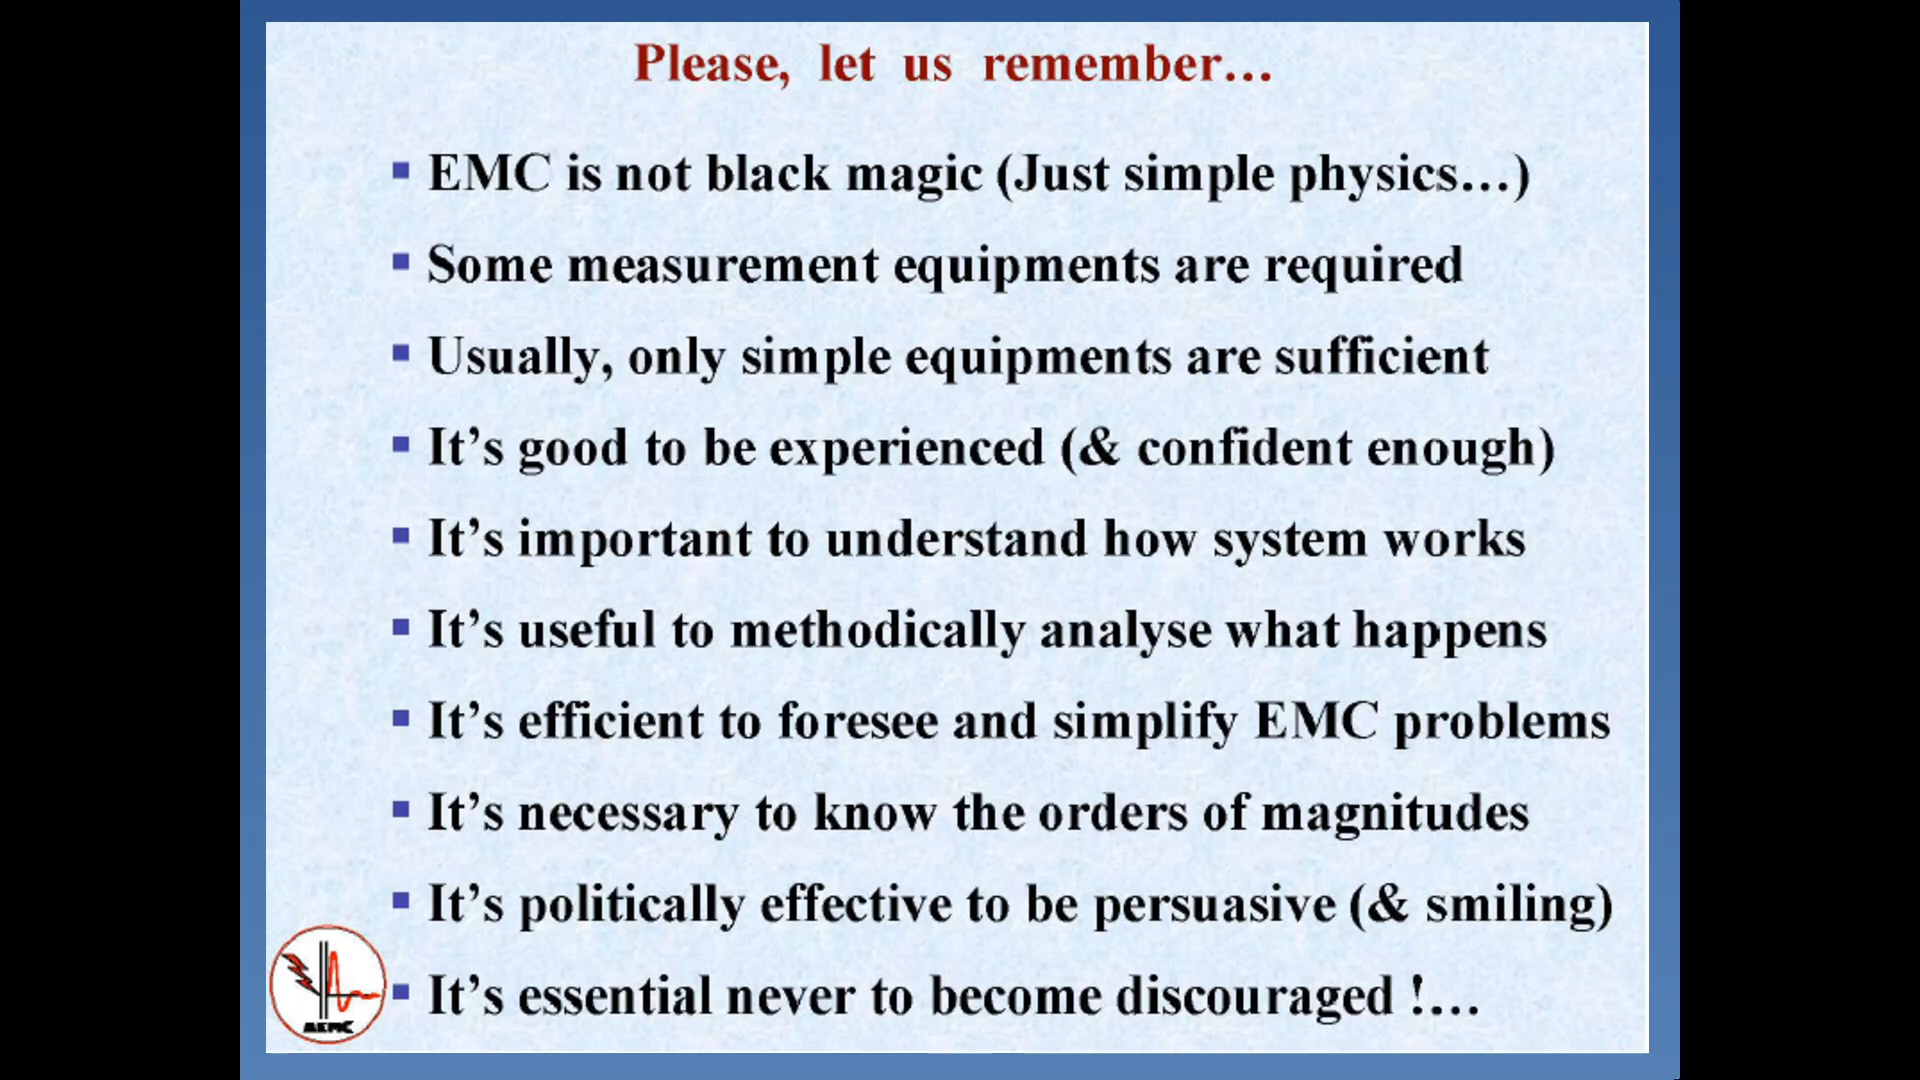 Please, let us remember…
EMC is not black magic (Just simple physics…)
Some measurement equipments are required
Usually, only simple equipments are sufficient
It’s good to be experienced (& confident enough)
It’s important to understand how system works
It’s useful to methodically analyse what happens
It’s efficient to foresee and simplify EMC problems
It’s necessary to know the orders of magnitudes
It’s politically effective to be persuasive (& smiling)
It’s essential never to become discouraged !…
AEMC